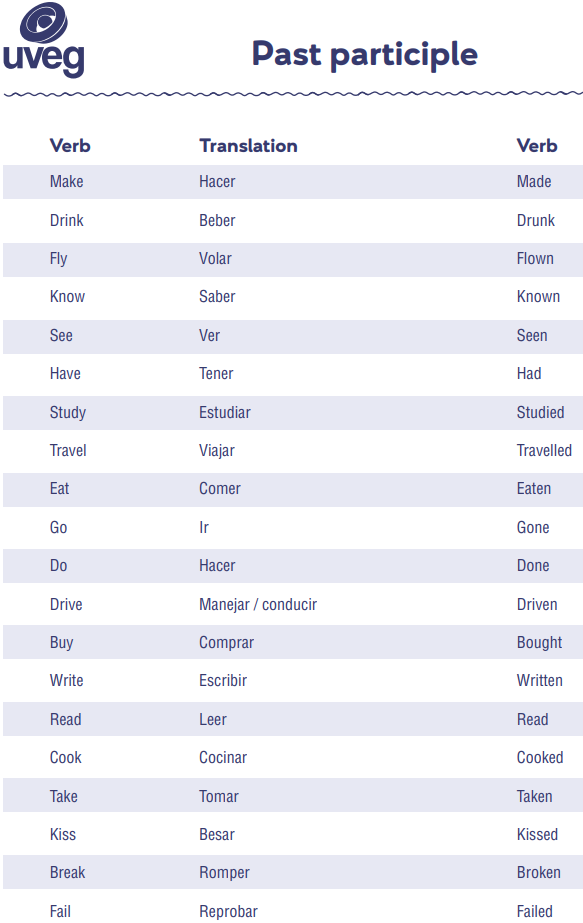 uveg
Past participle
Verb Translation Verb
Make Hacer Made
Drink Beber Drunk
Fly Volar Flown
Know Saber Known
See Ver Seen
Have Tener Had
Study Estudiar Studied
Travel Viajar Travelled
Eat Comer Eaten
Go Ir Gone
Do Hacer Done
Drive Manejar / conducir Driven
Buy Comprar Bought
Write Escribir Written
Read Leer Read
Cook Cocinar Cooked
Take Tomar Taken
Kiss Besar Kissed
Break Romper Broken
Fail Reprobar Failed